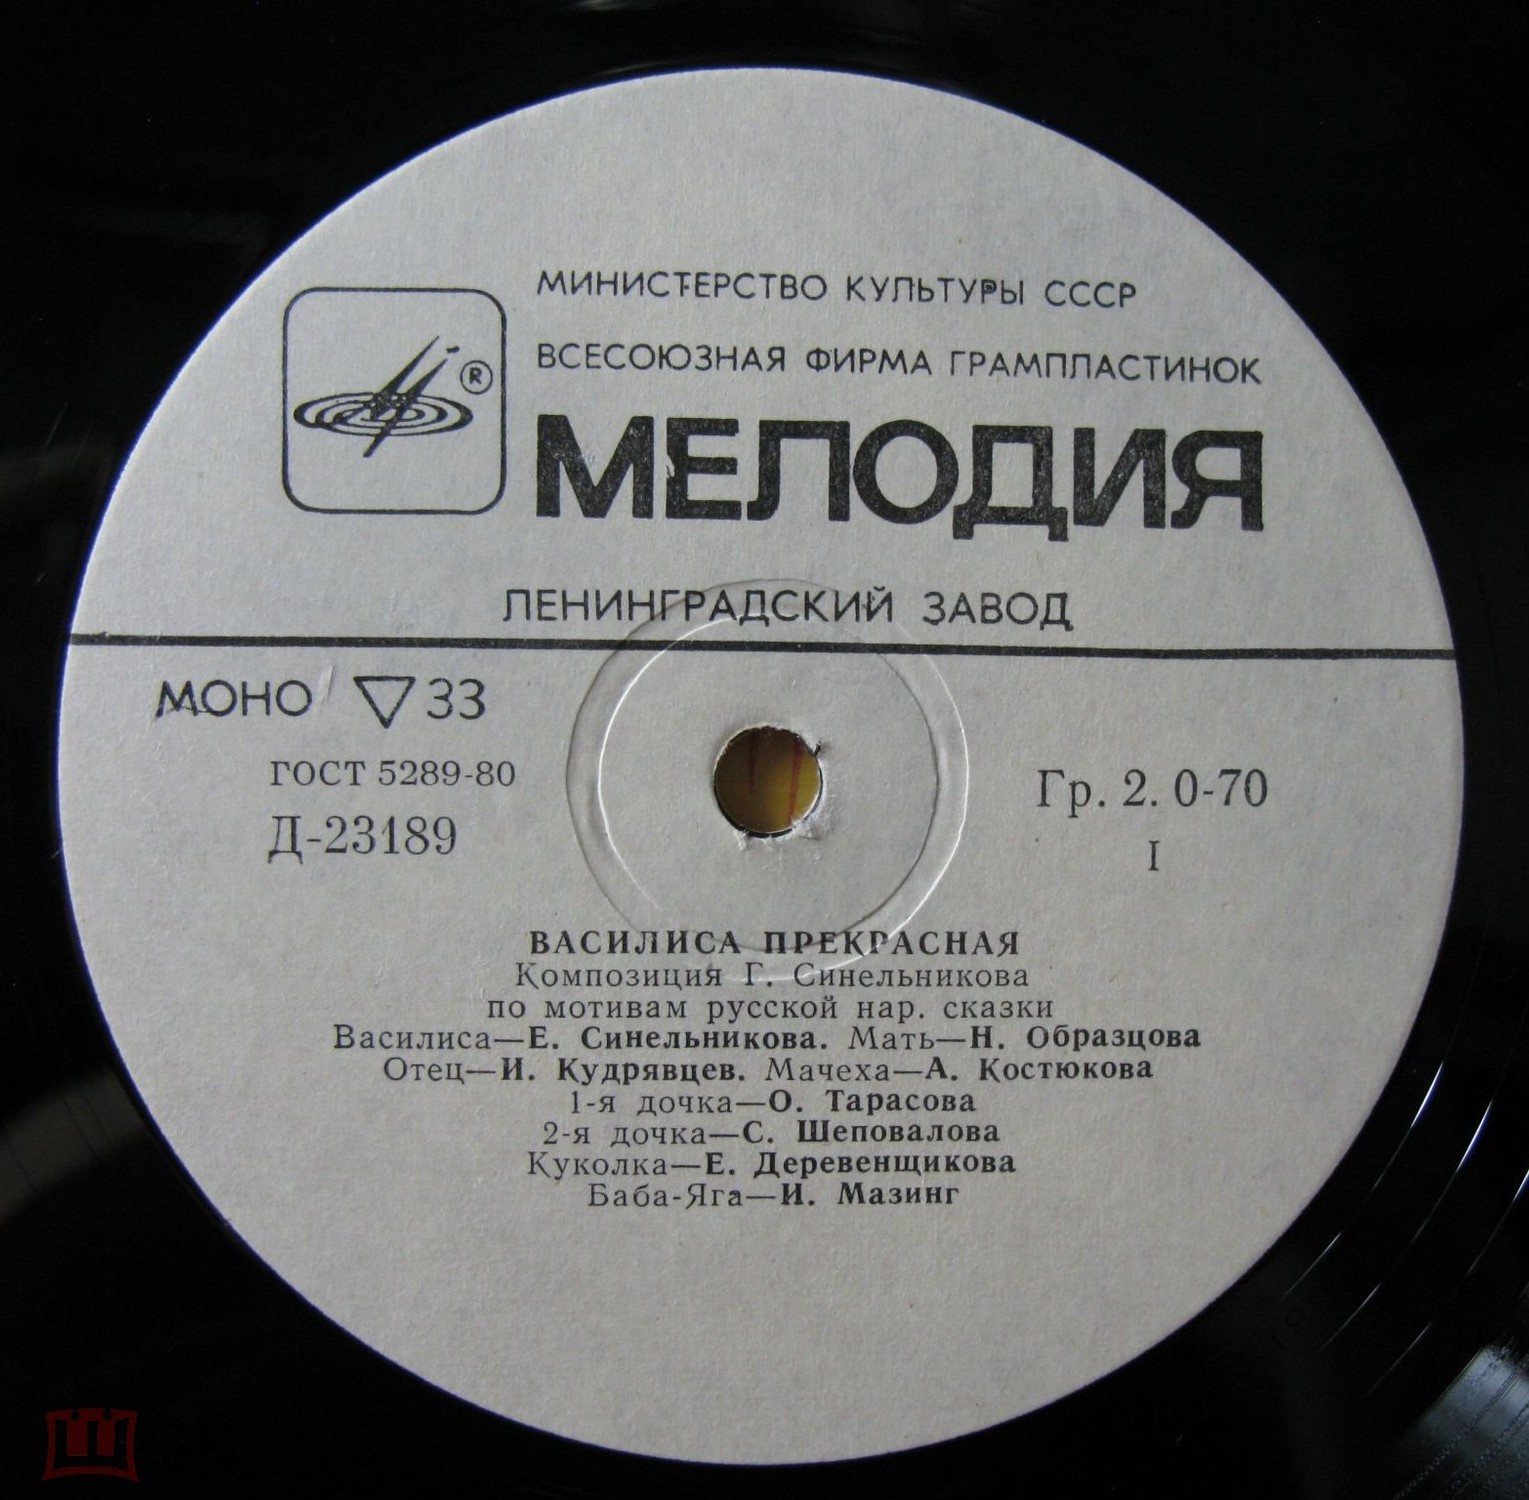 МИНИСТЕРСТВО КУЛЬТУРЫ СССР
ВСЕСОЮЗНАЯ ФИРМА ГРАМПЛАСТИНОК
®
МЕЛОДИЯ
ЛЕНИНГРАДСКИЙ ЗАВОД
МОНО ▽ 33
ГОСТ 5289-80
Д-23189
Гр. 2. 0-70
I
ВАСИЛИСА ПРЕКРАСНАЯ
Композиция Г. Синельникова
по мотивам русской нар. сказки
Василиса—Е. Синельникова. Мать—Н. Образцова
Отец—И. Кудрявцев. Мачеха—А. Костюкова
1-я дочка—О. Тарасова
2-я дочка—С. Шеповалова
Куколка—Е. Деревенщикова
Баба-Яга—И. Мазинг